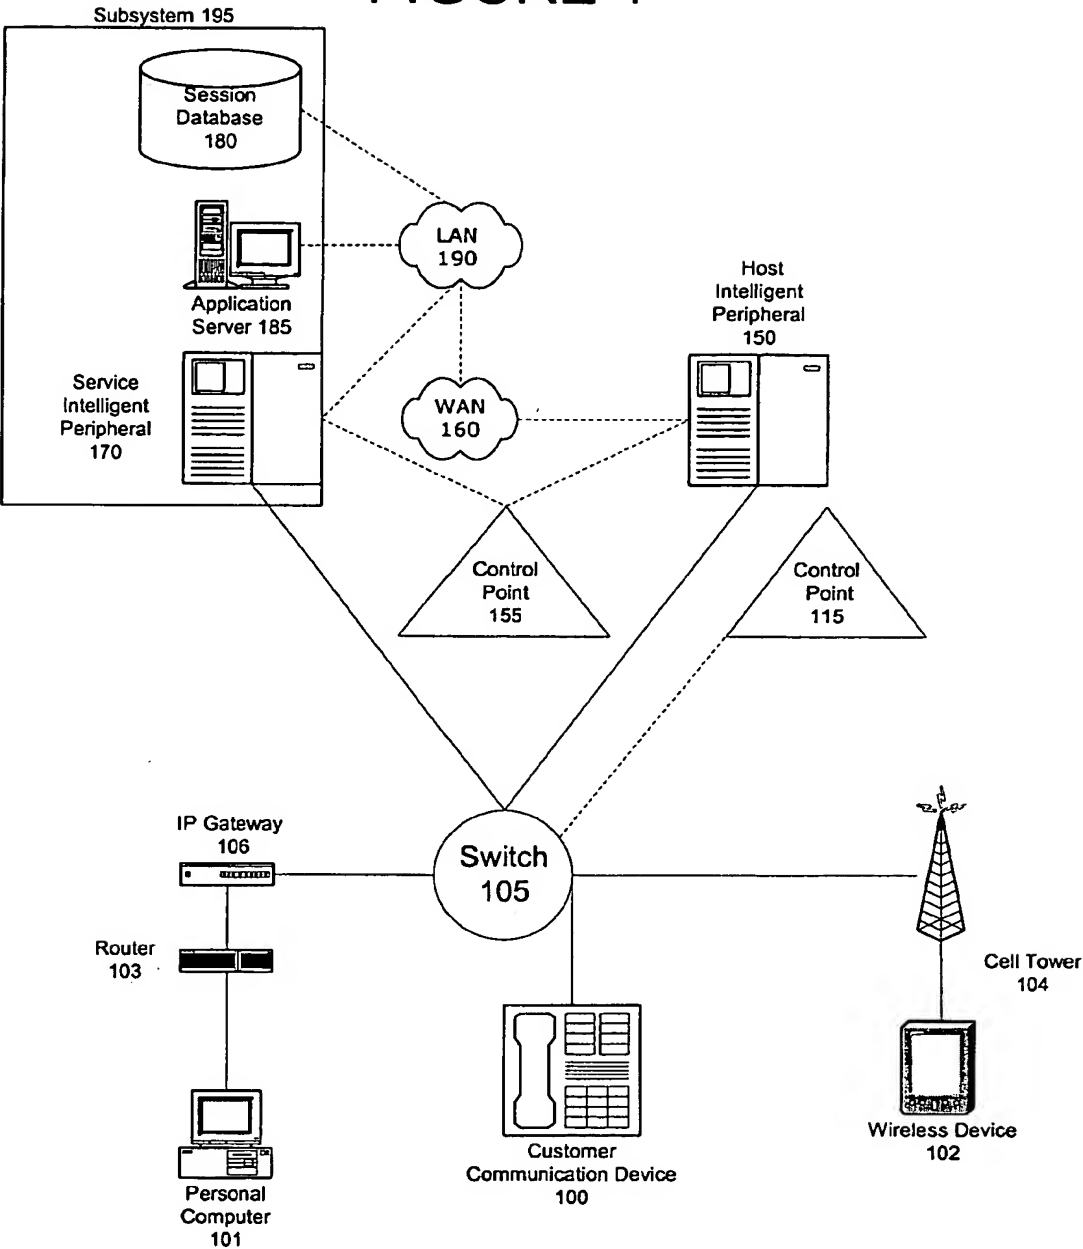 Subsystem 195
Session
Database
180
LAN
190
Application
Server 185
Host
Intelligent
Peripheral
150
Service
Intelligent
Peripheral
170
WAN
160
Control
Point
155
Control
Point
115
IP Gateway
106
Switch
105
Router
103
Cell Tower
104
Personal
Computer
101
Customer
Communication Device
100
Wireless Device
102